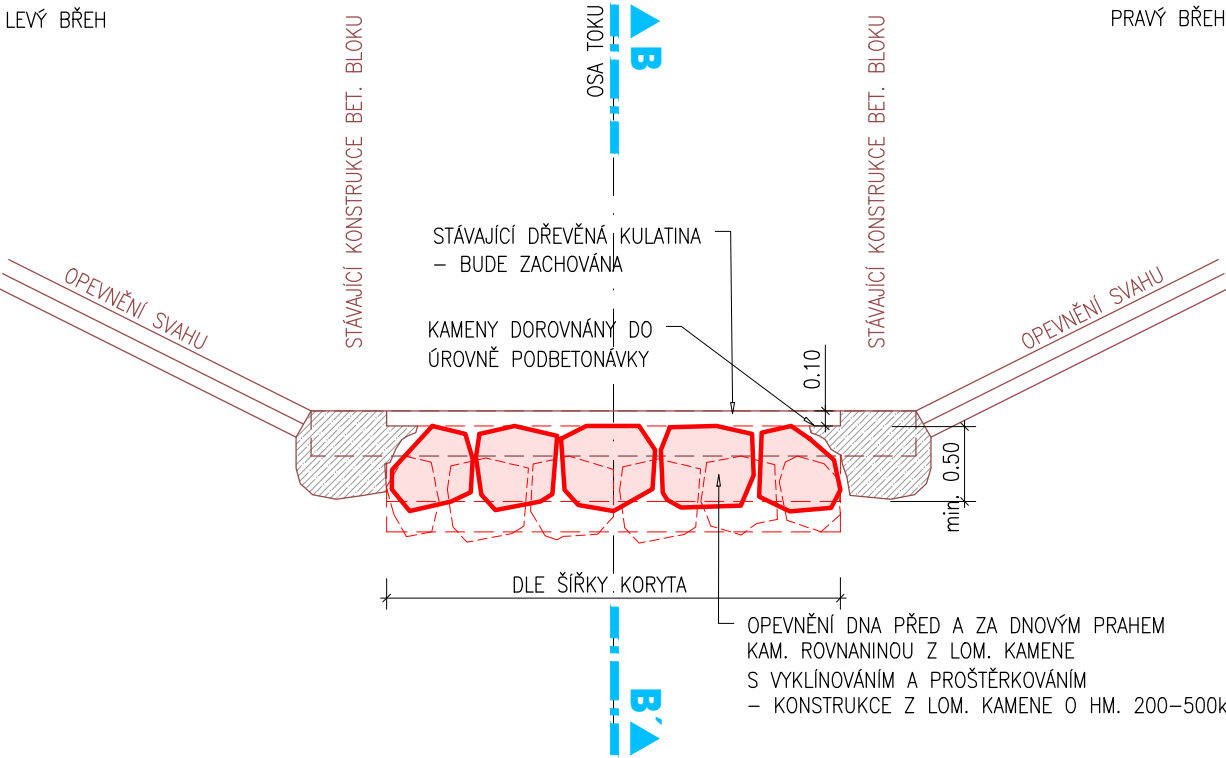 LEVÝ BŘEH
PRAVÝ BŘEH
STÁVAJÍCÍ KONSTRUKCE BET. BLOKU
OSA TOKU
B
STÁVAJÍCÍ KONSTRUKCE BET. BLOKU
STÁVAJÍCÍ DŘEVĚNÁ KULATINA
– BUDE ZACHOVÁNA
OPEVNĚNÍ SVAHU
OPEVNĚNÍ SVAHU
KAMENY DOROVNÁNY DO
ÚROVNĚ PODBETONÁVKY
0.10
min. 0.50
DLE ŠÍŘKY KORYTA
OPEVNĚNÍ DNA PŘED A ZA DNOVÝM PRAHEM
KAM. ROVNANINOU Z LOM. KAMENE
S VYKLÍNOVÁNÍM A PROŠTĚRKOVÁNÍM
– KONSTRUKCE Z LOM. KAMENE O HM. 200–500k
B´